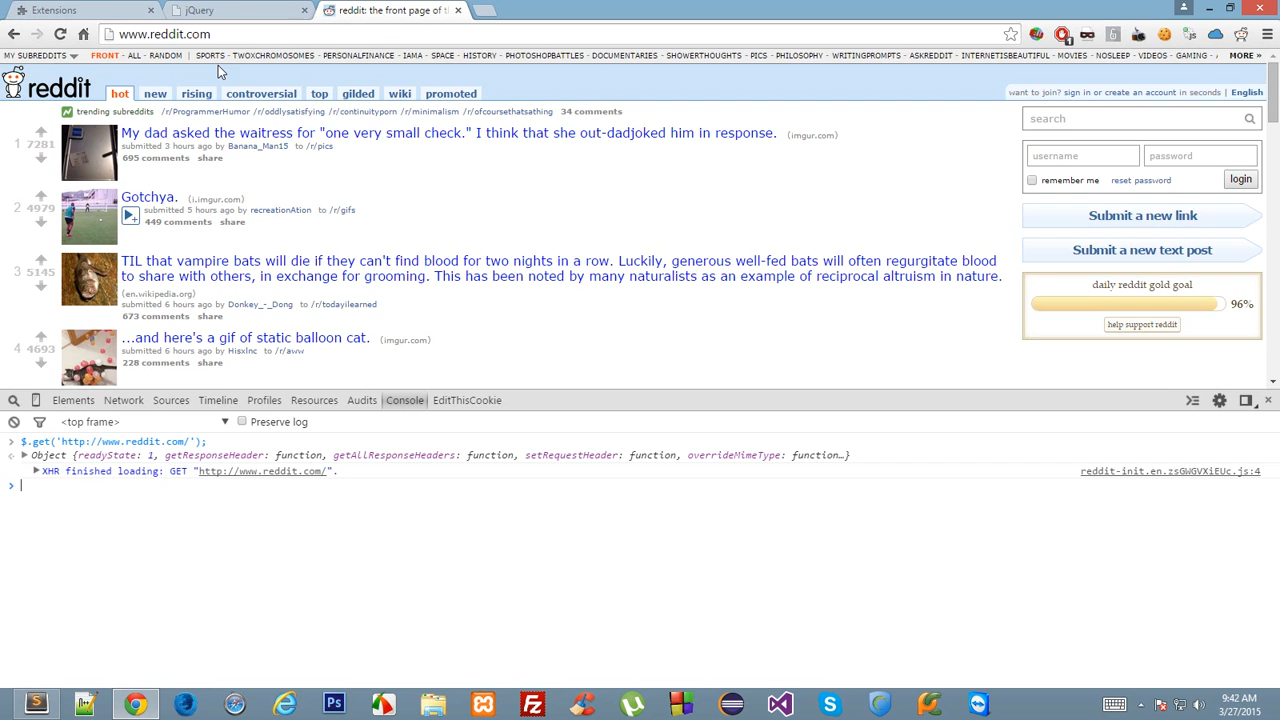 Extensions
jQuery
reddit: the front page of t
www.reddit.com
MY SUBREDDITS FRONT - ALL - RANDOM | SPORTS - TWOXCHROMOSOMES - PERSONALFINANCE - IAMA - SPACE - HISTORY - PHOTOSHOPBATTLES - DOCUMENTARIES - SHOWERTHOUGHTS - PICS - PHILOSOPHY - WRITINGPROMPTS - ASKREDDIT - INTERNETISBEAUTIFUL - MOVIES - NOSLEEP - VIDEOS - GAMING - MORE »
reddit hot new rising controversial top gilded wiki promoted
want to join? sign in or create an account in seconds | English
trending subreddits /r/ProgrammerHumor /r/oddlysatisfying /r/continuityporn /r/minimalism /r/ofcoursethatsathing 34 comments
1 7281 My dad asked the waitress for "one very small check." I think that she out-dadjoked him in response. (imgur.com)
submitted 3 hours ago by Banana_Man15 to /r/pics
695 comments share
2 4979 Gotchya. (i.imgur.com)
submitted 5 hours ago by recreationAtion to /r/gifs
449 comments share
3 5145 TIL that vampire bats will die if they can't find blood for two nights in a row. Luckily, generous well-fed bats will often regurgitate blood
to share with others, in exchange for grooming. This has been noted by many naturalists as an example of reciprocal altruism in nature.
(en.wikipedia.org)
submitted 6 hours ago by Donkey_-_Dong to /r/todayilearned
673 comments share
4 4693 ...and here's a gif of static balloon cat. (imgur.com)
submitted 6 hours ago by Hisxlnc to /r/aww
228 comments share
search
username password
remember me reset password login
Submit a new link
Submit a new text post
daily reddit gold goal
96%
help support reddit
Elements Network Sources Timeline Profiles Resources Audits Console EditThisCookie
<top frame> Preserve log
> $.get('http://www.reddit.com/');
Object {readyState: 1, getResponseHeader: function, getAllResponseHeaders: function, setRequestHeader: function, overrideMimeType: function…}
XHR finished loading: GET "http://www.reddit.com/". reddit-init.en.zsGWGVXiEUc.js:4
>
9:42 AM
3/27/2015